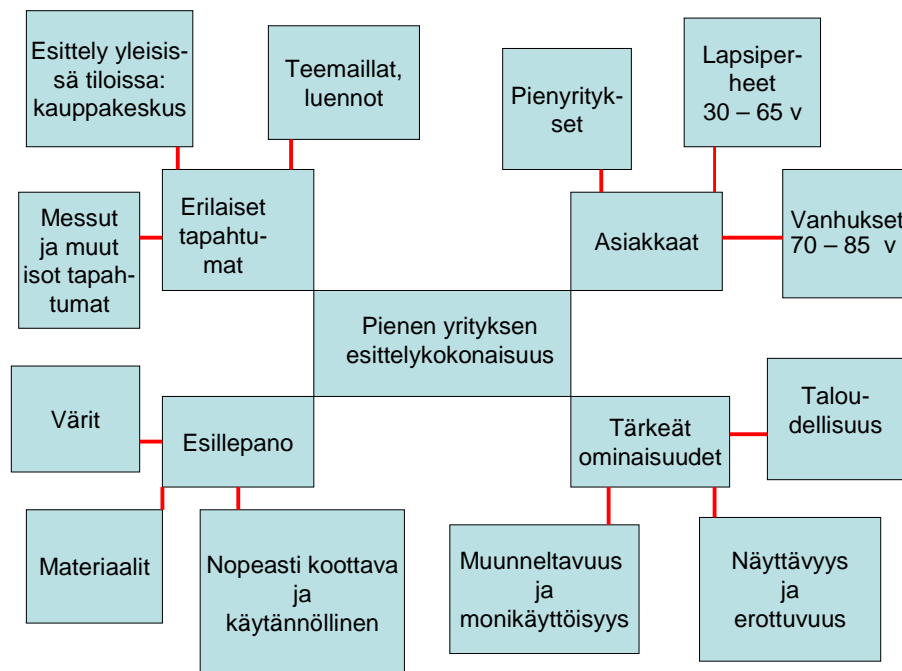 Esittely yleisis-
sä tiloissa:
kauppakeskus
Teemaillat,
luennot
Pienyrityk-
set
Lapsiper-
heet
30 – 65 v
Messut
ja muut
isot tapah-
tumat
Erilaiset
tapahtu-
mat
Asiakkaat
Vanhukset
70 – 85 v
Pienen yrityksen
esittelykokonaisuus
Värit
Esillepano
Tärkeät
ominaisuudet
Talou-
dellisuus
Materiaalit
Nopeasti koottava
ja
käytännöllinen
Muunneltavuus
ja
monikäyttöisyys
Näyttävyys
ja
erottuvuus